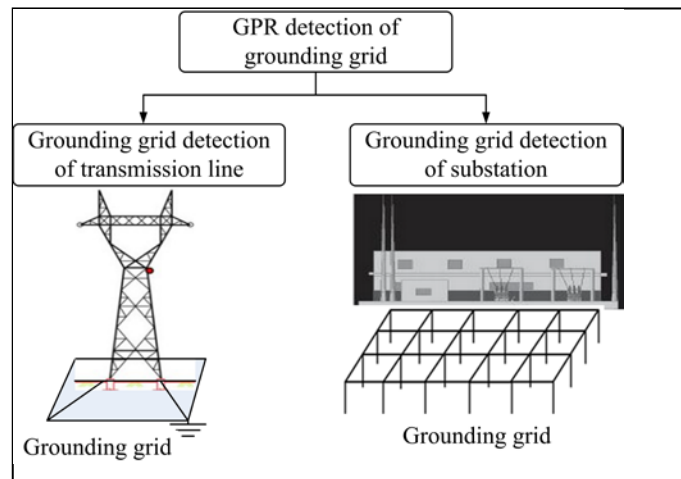 GPR detection of
grounding grid
Grounding grid detection
of transmission line
Grounding grid detection
of substation
Grounding grid
Grounding grid